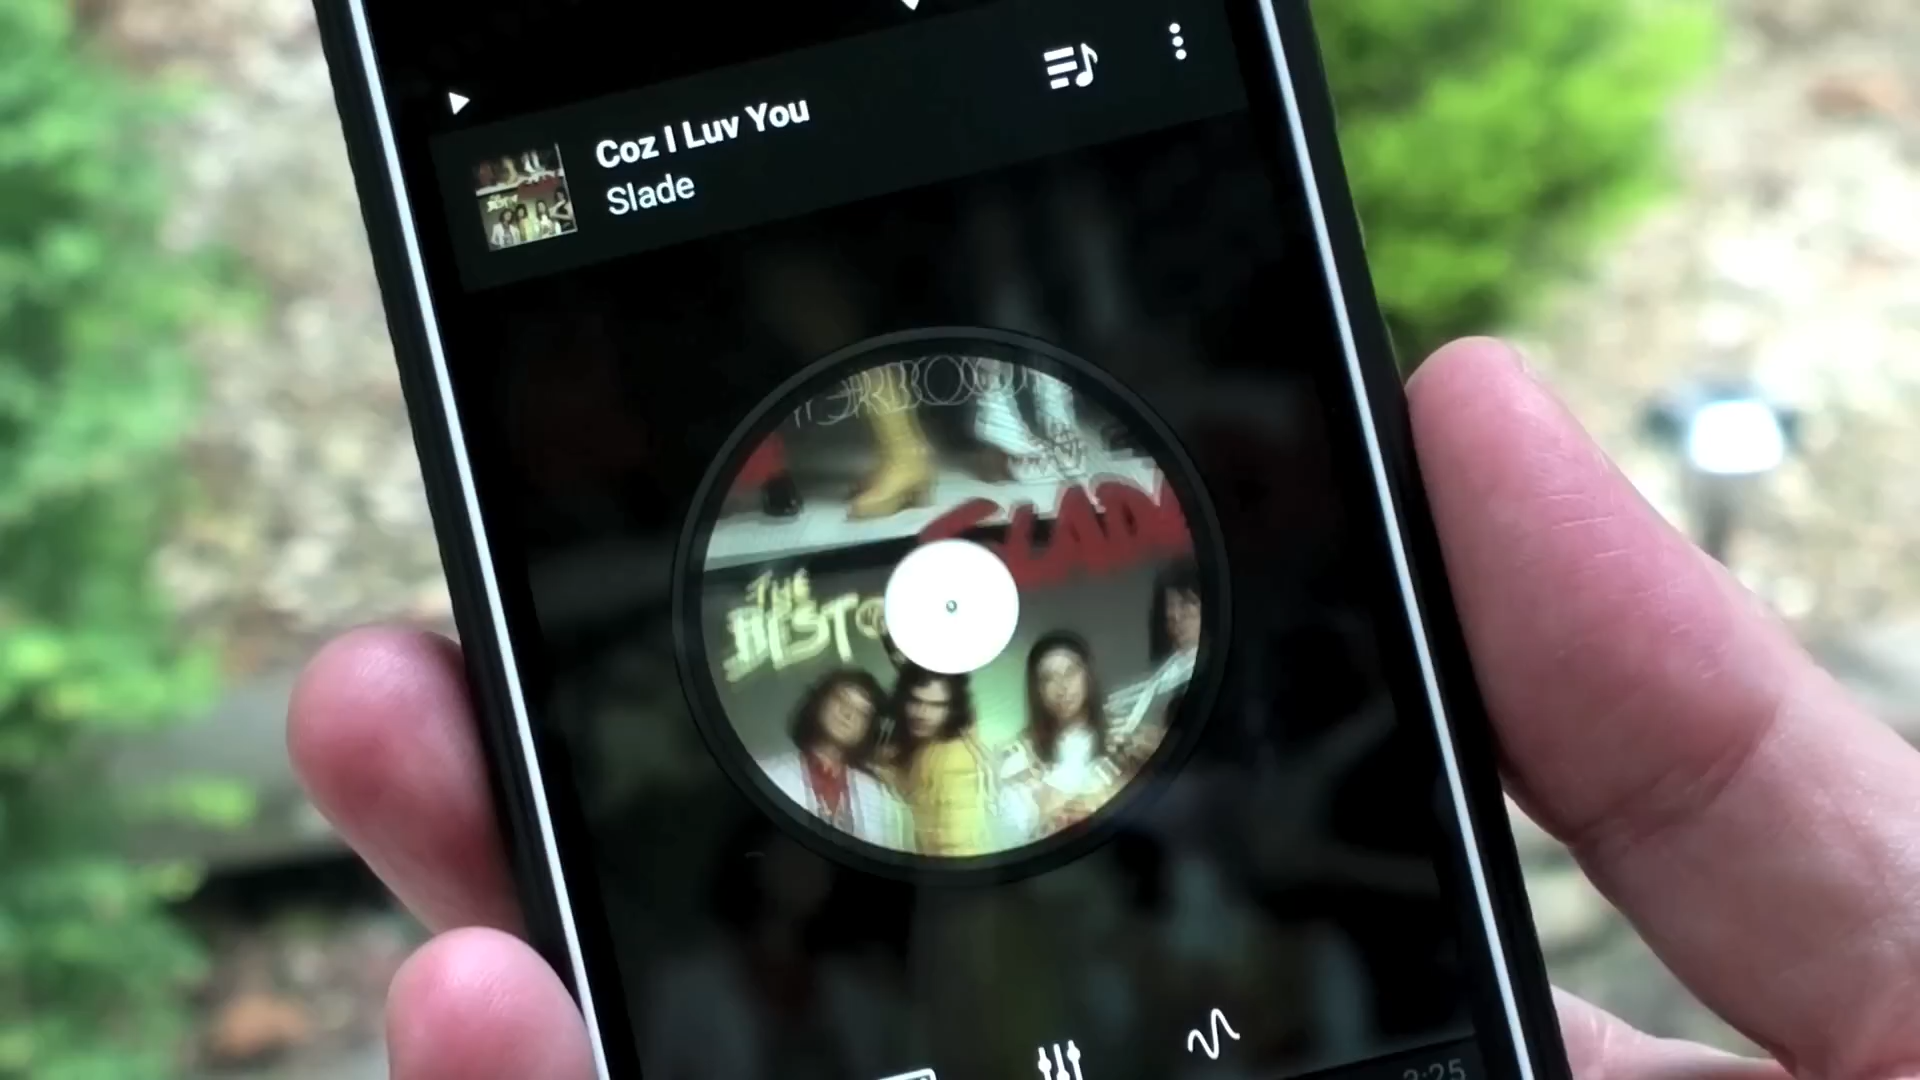 Coz I Luv You
Slade
SLADE
THE
BEST O